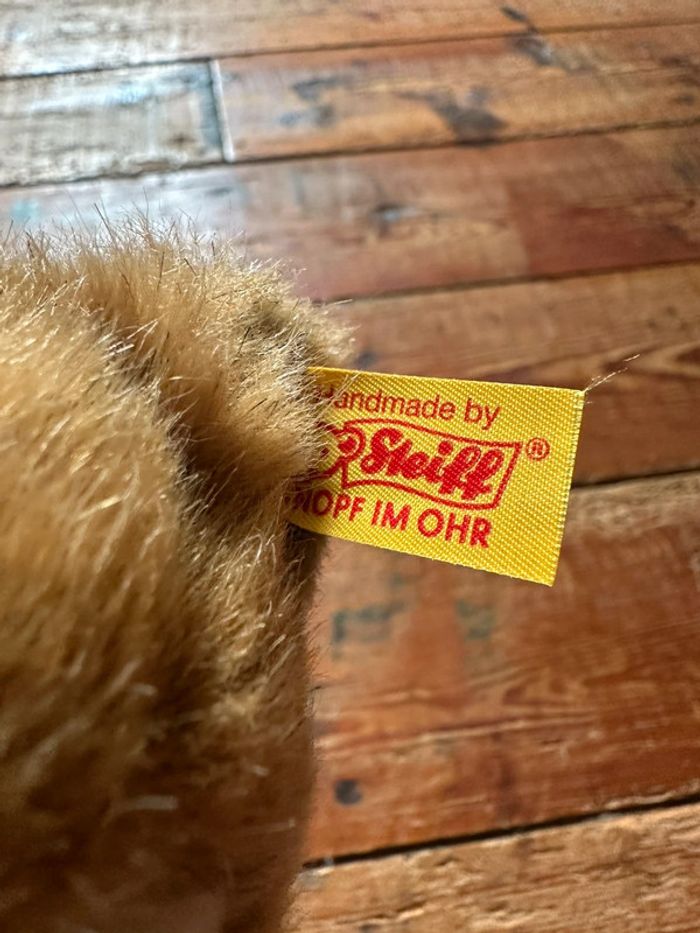 Handmade by
Steiff ®
KNOPF IM OHR